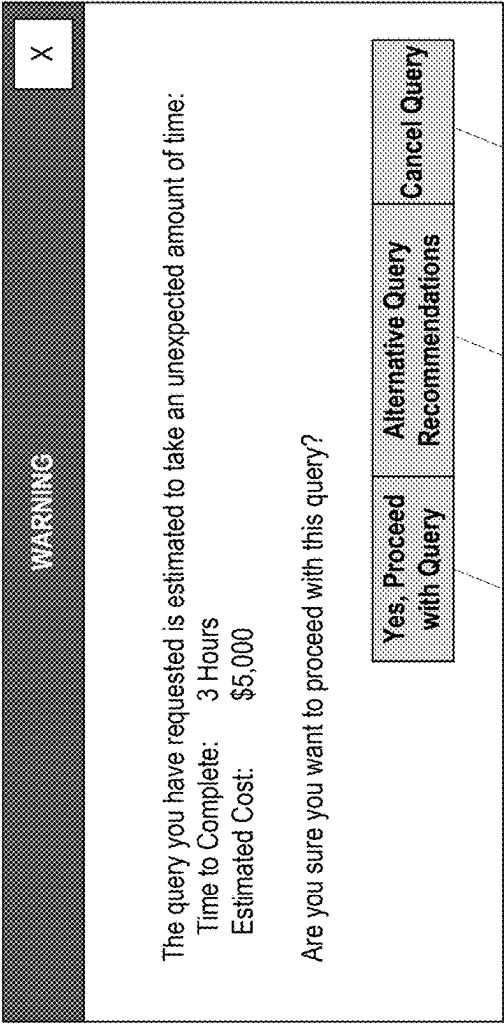 WARNING
X
The query you have requested is estimated to take an unexpected amount of time:
Time to Complete: 3 Hours
Estimated Cost: $5,000
Are you sure you want to proceed with this query?
Yes, Proceed
with Query
Alternative Query
Recommendations
Cancel Query